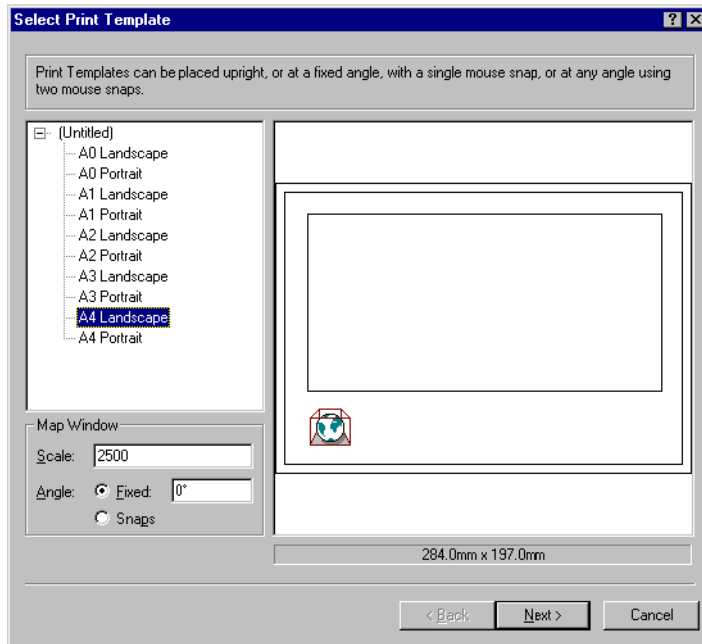 Select Print Template
Print Templates can be placed upright, or at a fixed angle, with a single mouse snap, or at any angle using
two mouse snaps.
(Untitled)
A0 Landscape
A0 Portrait
A1 Landscape
A1 Portrait
A2 Landscape
A2 Portrait
A3 Landscape
A3 Portrait
A4 Landscape
A4 Portrait
Map Window
Scale: 2500
Angle: Fixed: 0°
Snaps
284.0mm x 197.0mm
< Back Next > Cancel